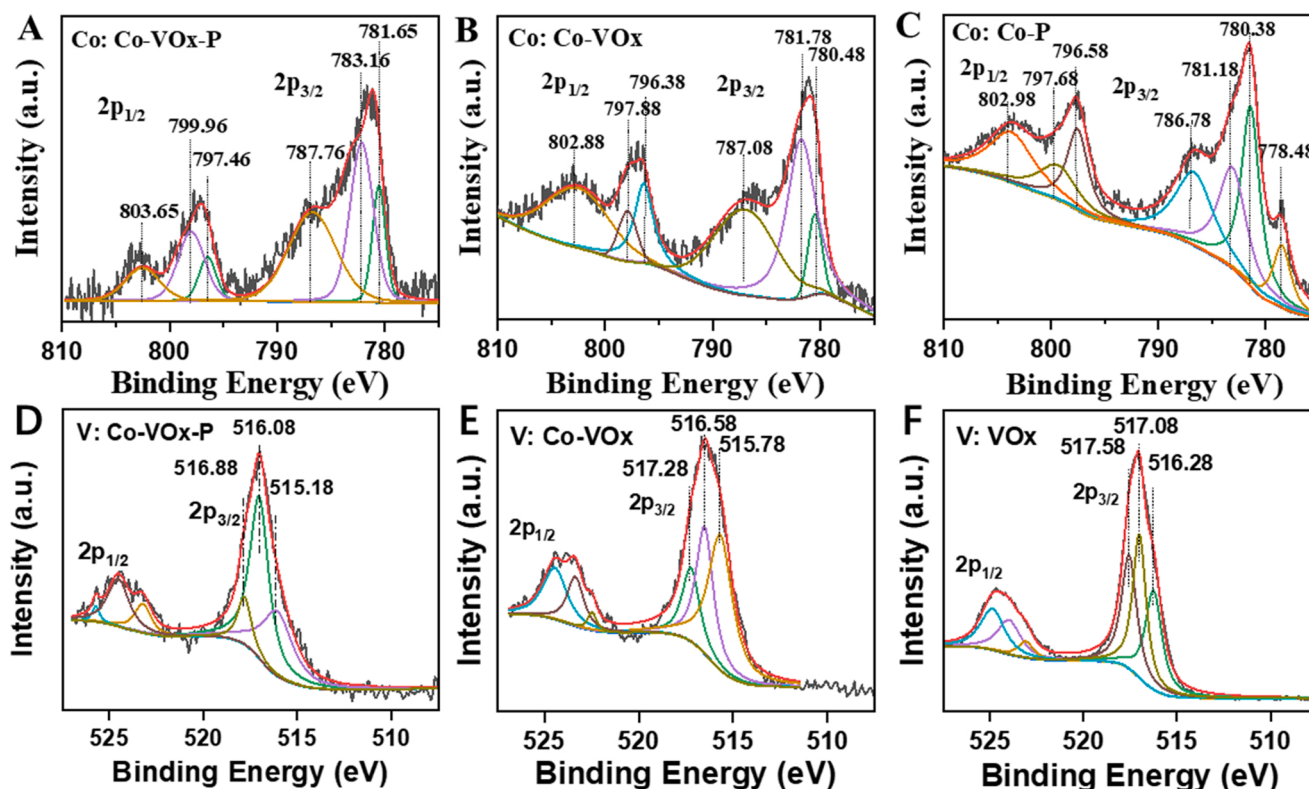 A
Co: Co-VOx-P
781.65
783.16
2p3/2
2p1/2
799.96
797.46
787.76
803.65
Intensity (a.u.)
810 800 790 780
Binding Energy (eV)
B
Co: Co-VOx
781.78
780.48
2p1/2
796.38
797.88
2p3/2
802.88
787.08
Intensity (a.u.)
810 800 790 780
Binding Energy (eV)
C
Co: Co-P
780.38
796.58
2p1/2
797.68
2p3/2
781.18
802.98
786.78
778.48
Intensity (a.u.)
810 800 790 780
Binding Energy (eV)
D
V: Co-VOx-P
516.08
516.88
515.18
2p3/2
2p1/2
Intensity (a.u.)
525 520 515 510
Binding Energy (eV)
E
V: Co-VOx
516.58
515.78
517.28
2p3/2
2p1/2
Intensity (a.u.)
525 520 515 510
Binding Energy (eV)
F
V: VOx
517.08
517.58
516.28
2p3/2
2p1/2
Intensity (a.u.)
525 520 515 510
Binding Energy (eV)